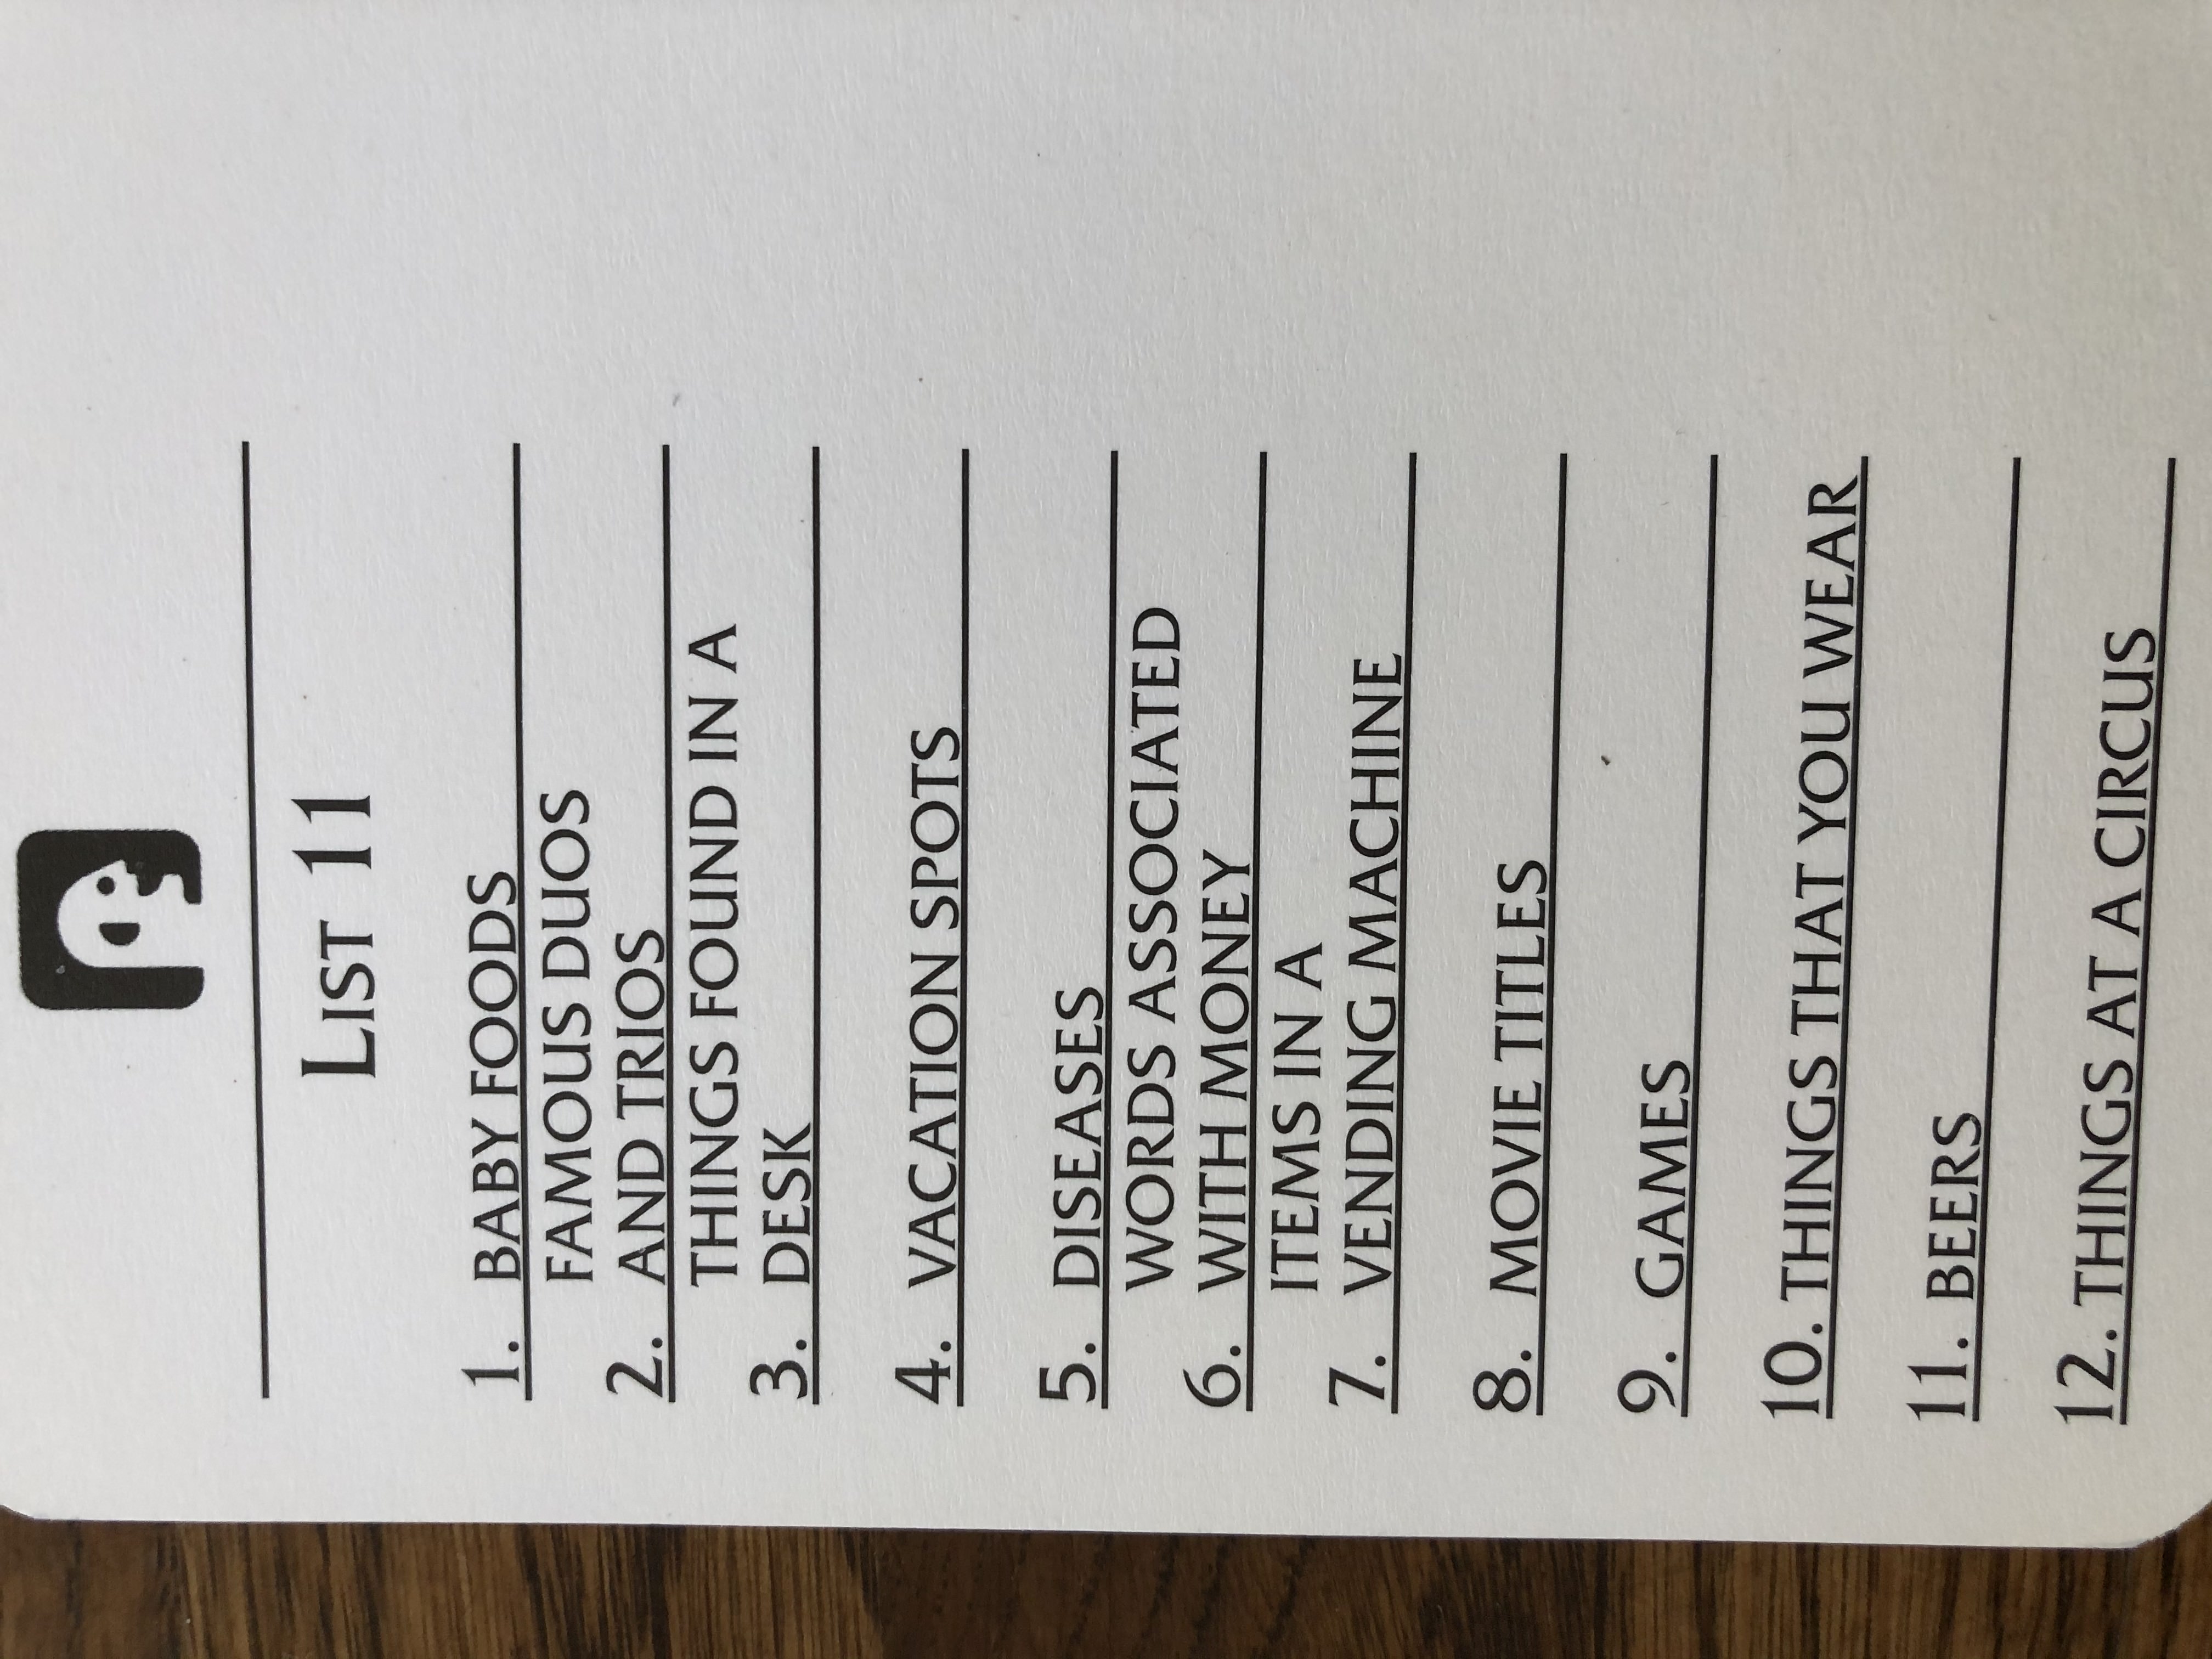 LIST 11
1. BABY FOODS
FAMOUS DUOS
2. AND TRIOS
THINGS FOUND IN A
3. DESK
4. VACATION SPOTS
5. DISEASES
WORDS ASSOCIATED
6. WITH MONEY
ITEMS IN A
7. VENDING MACHINE
8. MOVIE TITLES
9. GAMES
10. THINGS THAT YOU WEAR
11. BEERS
12. THINGS AT A CIRCUS